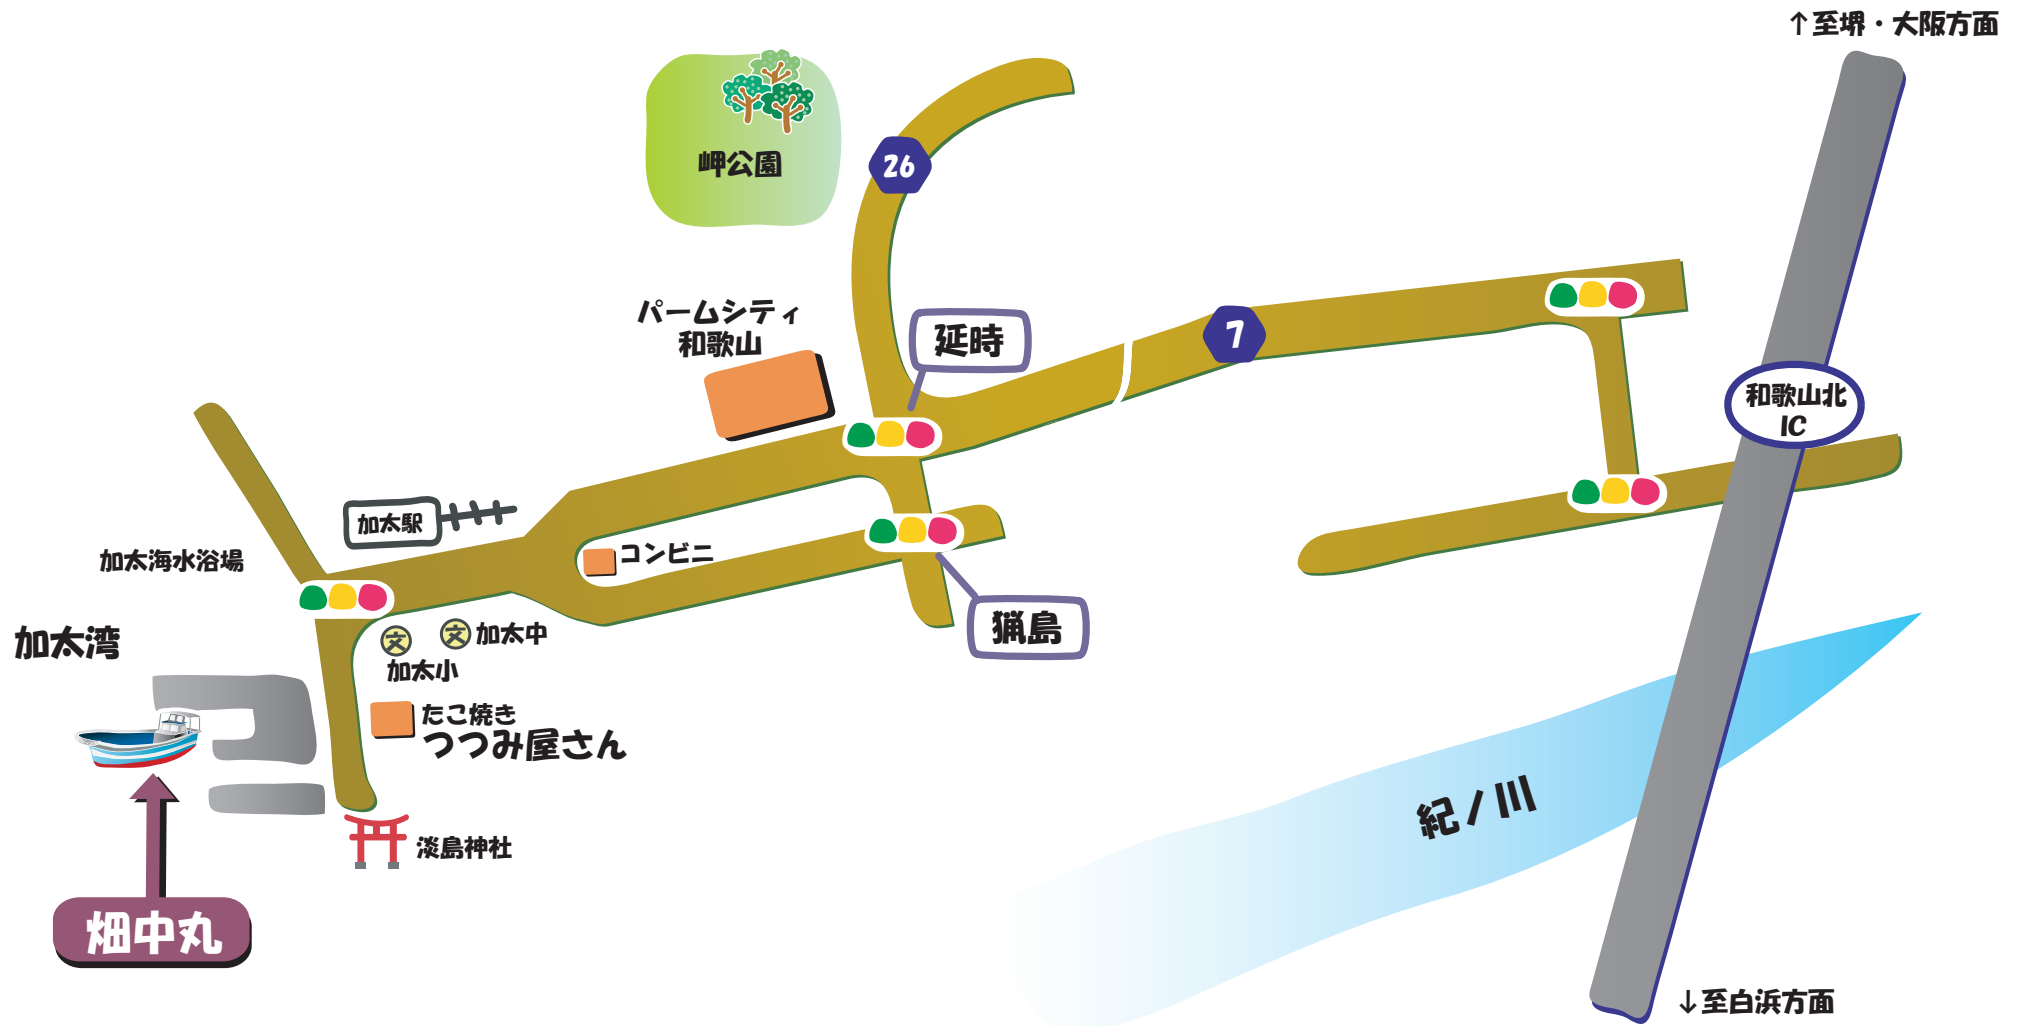 ↑至堺・大阪方面
岬公園
26
パームシティ
和歌山
延時
7
和歌山北
IC
加太駅
コンビニ
加太海水浴場
猟島
加太湾
文
文
加太中
加太小
たこ焼き
つつみ屋さん
紀ノ川
淡島神社
畑中丸
↓至白浜方面